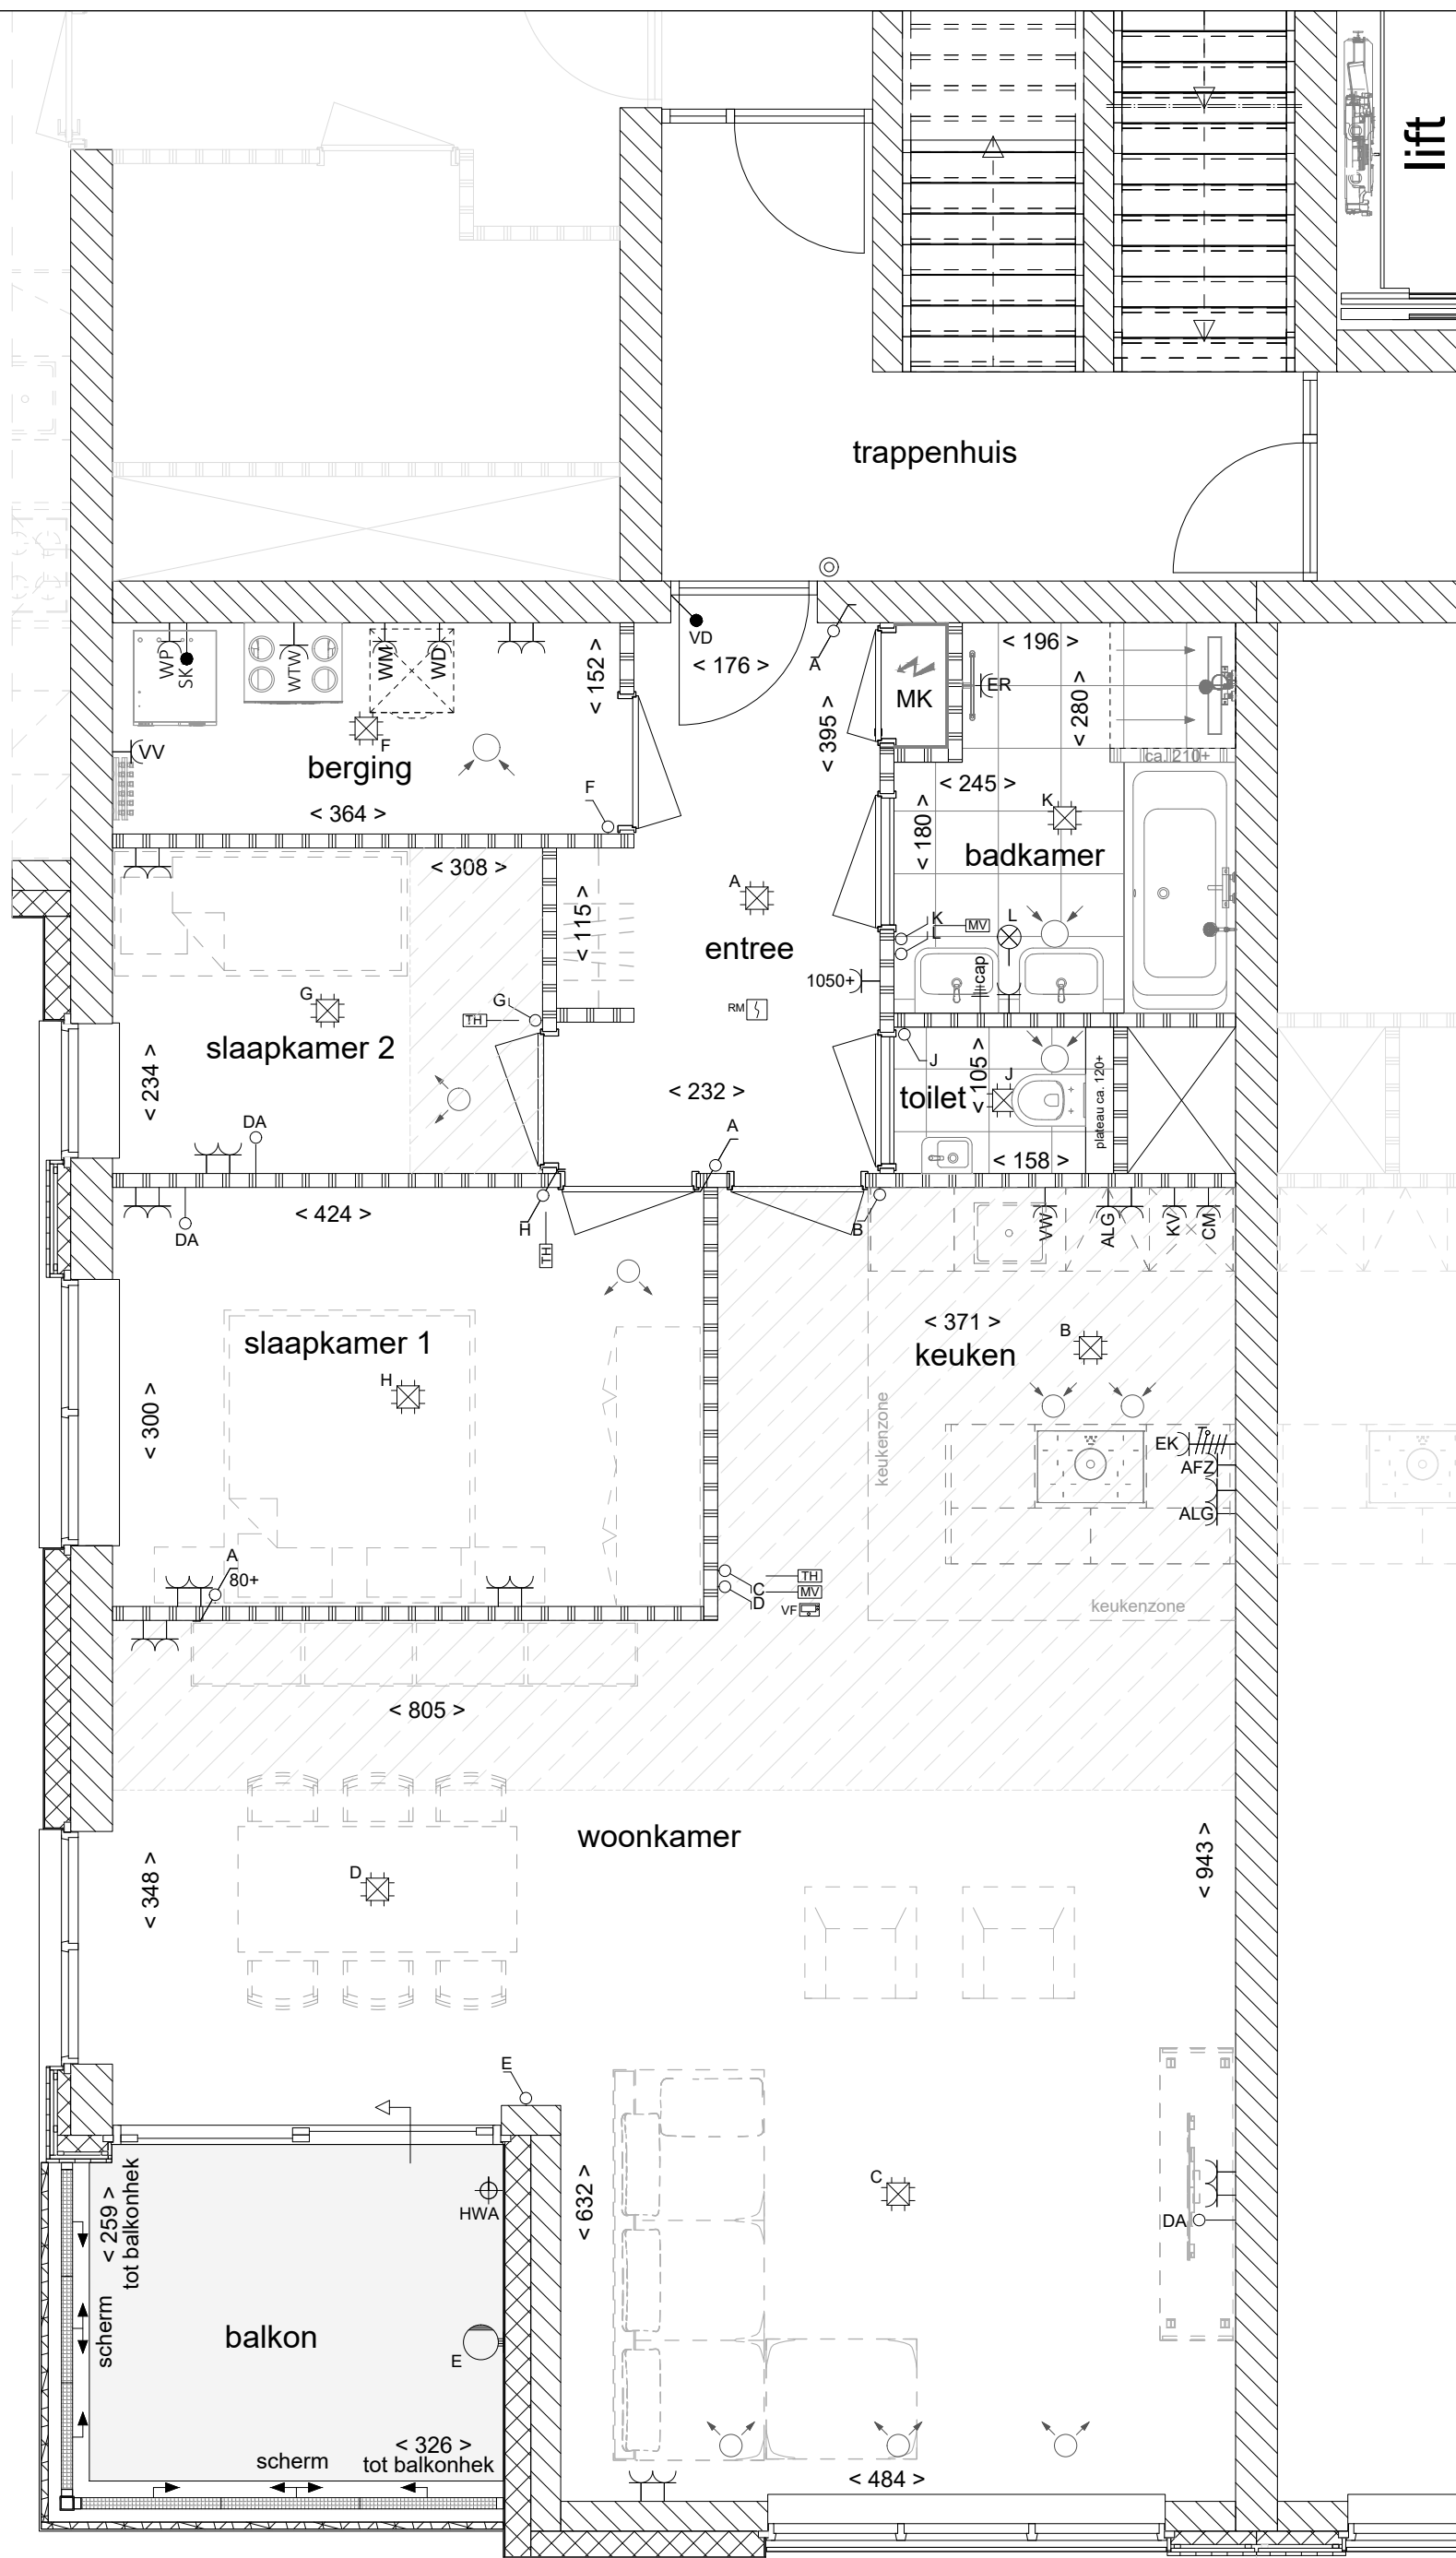 lift
trappenhuis
VD
< 176 >
A
< 395 >
MK
ER
< 196 >
< 280 >
ca. 210+
WP
SK
WTW
WM
WD
< 152 >
VV
F
berging
< 364 >
F
< 245 >
K
< 180 >
badkamer
< 308 >
< 115 >
A
entree
K
L
MV
L
cap
1050+
RM
G
slaapkamer 2
G
TH
< 234 >
DA
< 232 >
A
J
toilet
< 105 >
J
plateau ca. 120+
< 158 >
DA
< 424 >
H
TH
B
VW
ALG
KV
CM
slaapkamer 1
H
< 300 >
< 371 >
keuken
B
keukenzone
EK
T°
AFZ
ALG
A
80+
C
D
TH
MV
VF
keukenzone
< 805 >
woonkamer
D
< 348 >
< 943 >
E
C
DA
HWA
< 632 >
< 259 >
tot balkonhek
scherm
balkon
E
< 326 >
tot balkonhek
scherm
< 484 >